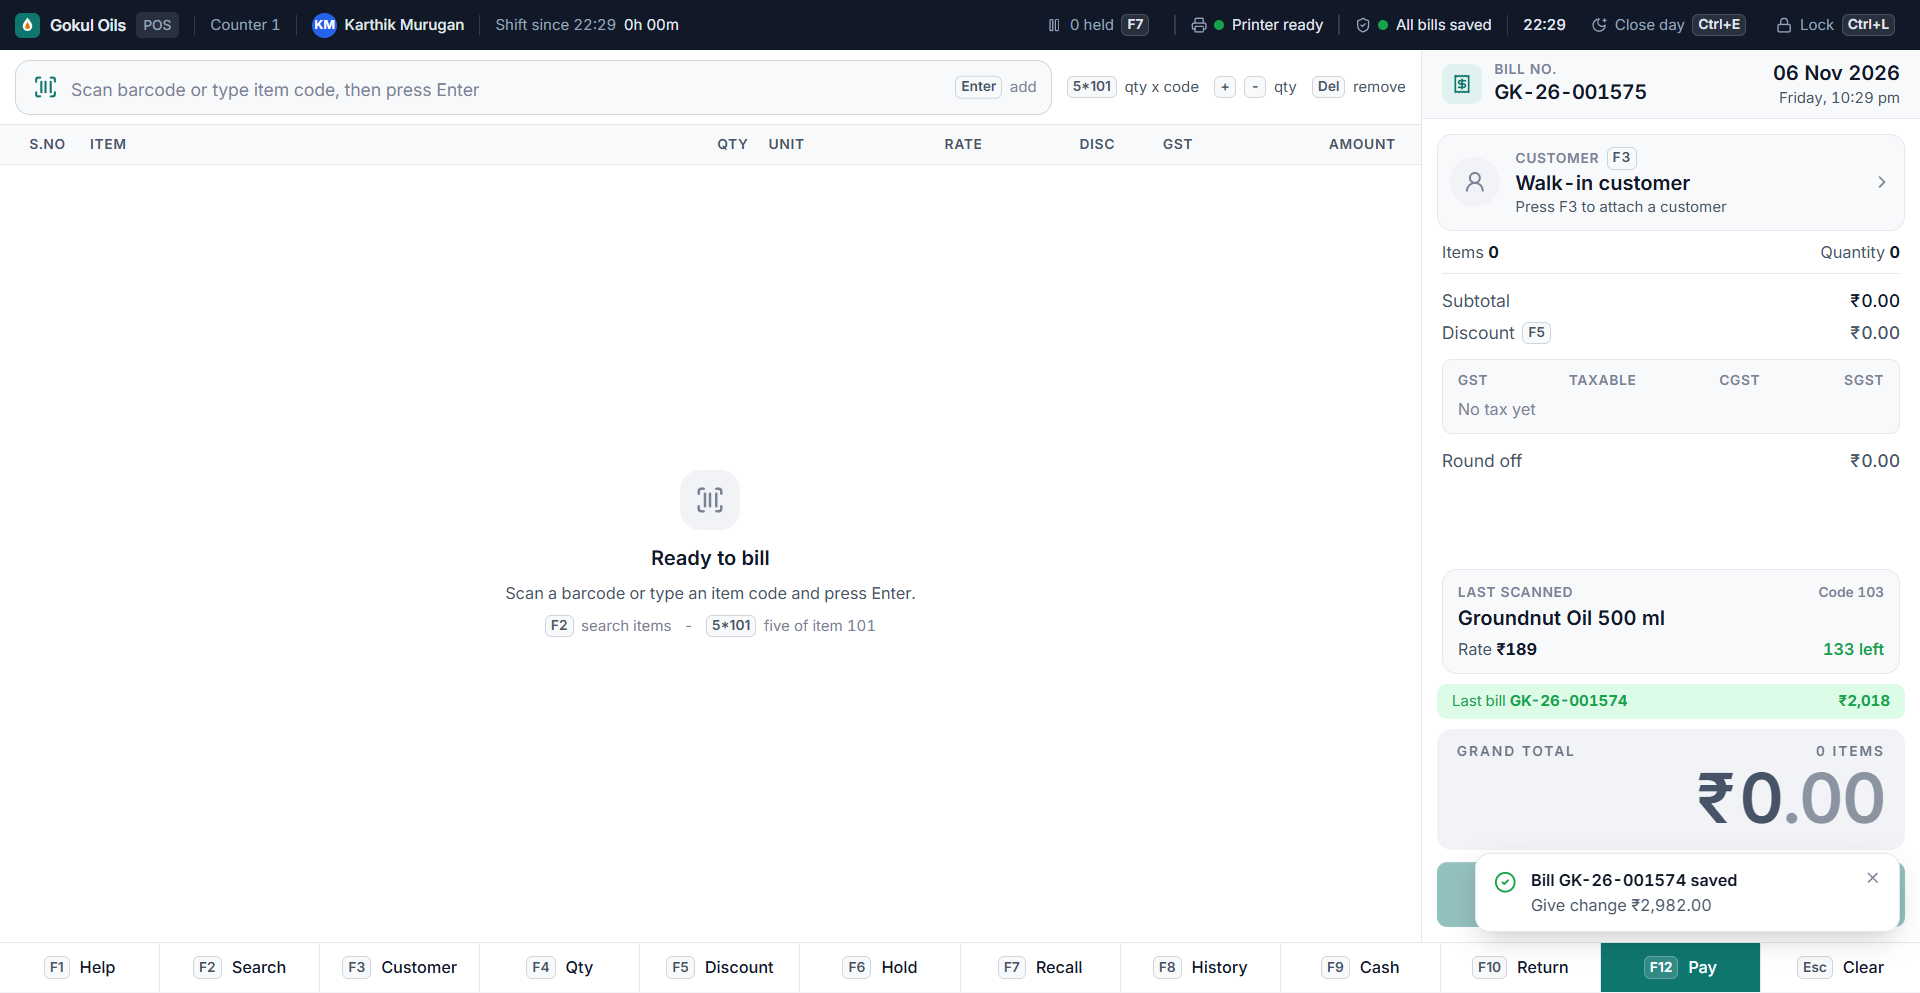 Gokul Oils POS Counter 1 KM Karthik Murugan Shift since 22:29 0h 00m 0 held F7 Printer ready All bills saved 22:29 Close day Ctrl+E Lock Ctrl+L
Scan barcode or type item code, then press Enter Enter add 5*101 qty x code + - qty Del remove
S.NO ITEM QTY UNIT RATE DISC GST AMOUNT
Ready to bill
Scan a barcode or type an item code and press Enter.
F2 search items - 5*101 five of item 101
BILL NO.
GK-26-001575
06 Nov 2026
Friday, 10:29 pm
CUSTOMER F3
Walk-in customer
Press F3 to attach a customer
Items 0 Quantity 0
Subtotal ₹0.00
Discount F5 ₹0.00
GST TAXABLE CGST SGST
No tax yet
Round off ₹0.00
LAST SCANNED Code 103
Groundnut Oil 500 ml
Rate ₹189 133 left
Last bill GK-26-001574 ₹2,018
GRAND TOTAL 0 ITEMS
₹0.00
Bill GK-26-001574 saved
Give change ₹2,982.00
F1 Help F2 Search F3 Customer F4 Qty F5 Discount F6 Hold F7 Recall F8 History F9 Cash F10 Return F12 Pay Esc Clear